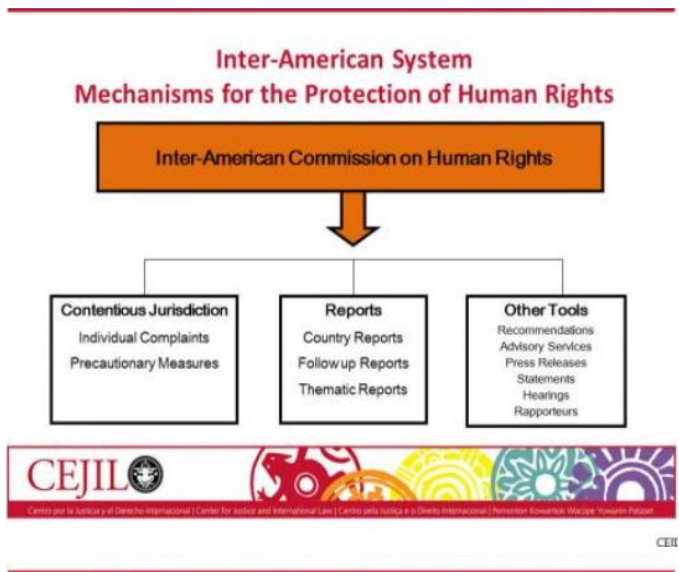 Inter-American System
Mechanisms for the Protection of Human Rights
Inter-American Commission on Human Rights
Contentious Jurisdiction
Individual Complaints
Precautionary Measures
Reports
Country Reports
Follow up Reports
Thematic Reports
Other Tools
Recommendations
Advisory Services
Press Releases
Statements
Hearings
Rapporteurs
CEJIL
Centro por la Justicia y el Derecho Internacional | Center for Justice and International Law | Centro pela Justiça e o Direito Internacional |